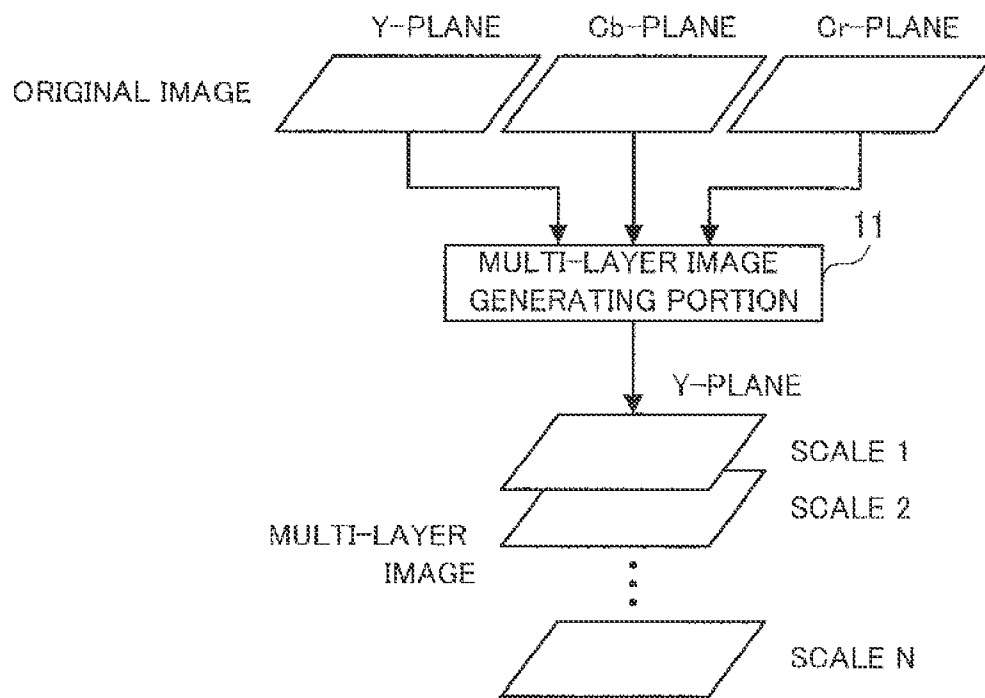 Y-PLANE Cb-PLANE Cr-PLANE
ORIGINAL IMAGE
11
MULTI-LAYER IMAGE
GENERATING PORTION
Y-PLANE
SCALE 1
SCALE 2
MULTI-LAYER
IMAGE
SCALE N